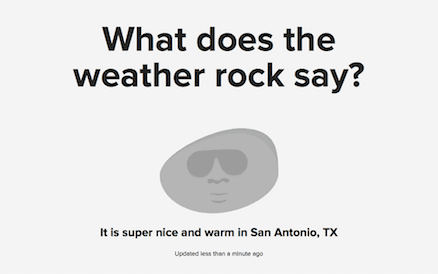 What does the
weather rock say?
It is super nice and warm in San Antonio, TX
Updated less than a minute ago